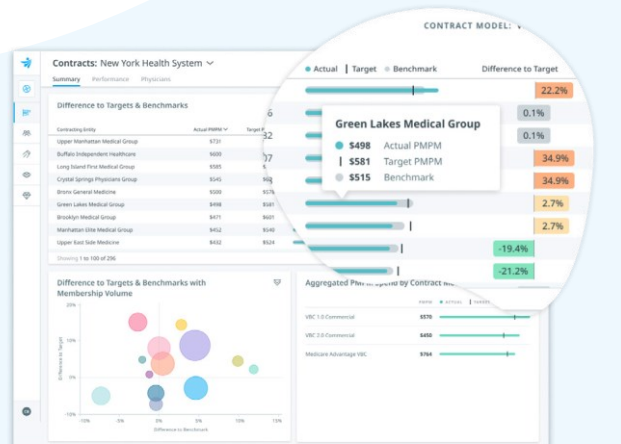 CONTRACT MODEL:
Contracts: New York Health System
Summary Performance Physicians
Actual Target Benchmark Difference to Target
Difference to Targets & Benchmarks
Contracting Entity Actual PMPM
Upper Manhattan Medical Group $731
Buffalo Independent Healthcare $600
Long Island First Medical Group $585
Crystal Springs Physicians Group $545
Bronx General Medicine $509 $576
Green Lakes Medical Group $498 $581
Brooklyn Medical Group $471 $601
Manhattan Elite Medical Group $452 $540
Upper East Side Medicine $432 $524
Showing 1 to 100 of 256
22.2%
0.1%
0.1%
34.9%
34.9%
2.7%
2.7%
-19.4%
-21.2%
Green Lakes Medical Group
$498 Actual PMPM
$581 Target PMPM
$515 Benchmark
Difference to Targets & Benchmarks with
Membership Volume
20%
10%
0%
-10%
Difference to Target
0% 5% 10% 15%
Difference to Benchmark
Aggregated PMPM Spend by Contract
PMPM ACTUAL TARGET
VBC 1.0 Commercial $570
VBC 2.0 Commercial $450
Medicare Advantage VBC $764